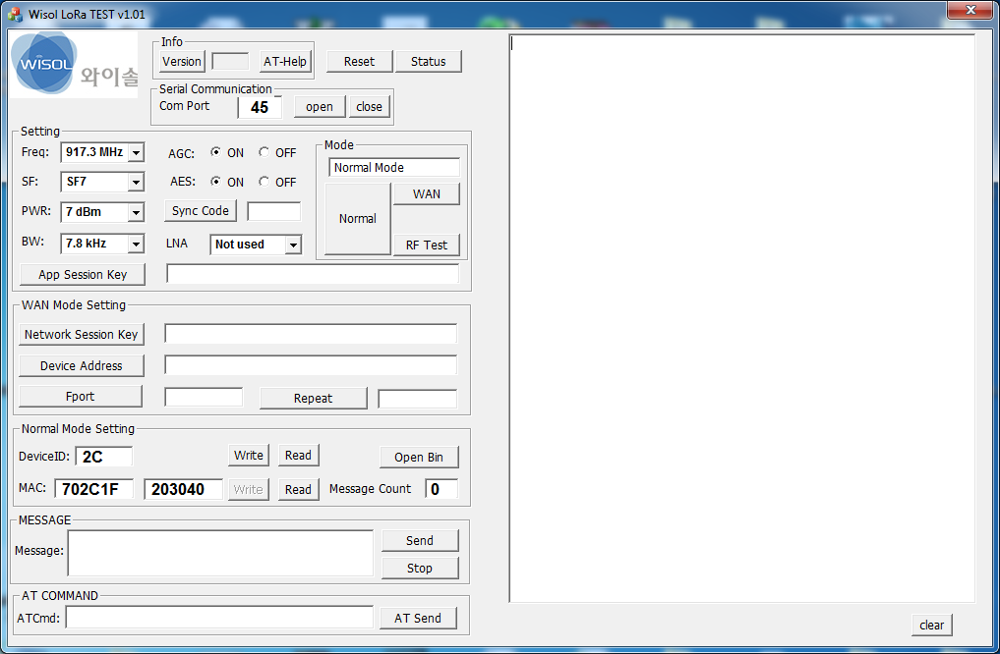 Wisol LoRa TEST v1.01
WISOL
와이솔
Info
Version
AT-Help
Reset
Status
Serial Communication
Com Port
45
open
close
Setting
Freq:
917.3 MHz
AGC:
ON
OFF
SF:
SF7
AES:
ON
OFF
PWR:
7 dBm
Sync Code
BW:
7.8 kHz
LNA
Not used
Mode
Normal Mode
Normal
WAN
RF Test
App Session Key
WAN Mode Setting
Network Session Key
Device Address
Fport
Repeat
Normal Mode Setting
DeviceID:
2C
Write
Read
Open Bin
MAC:
702C1F
203040
Write
Read
Message Count
0
MESSAGE
Message:
Send
Stop
AT COMMAND
ATCmd:
AT Send
clear